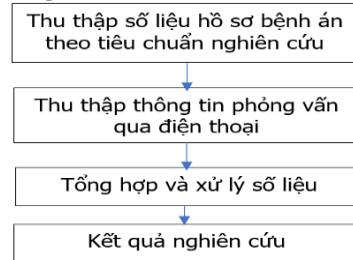 Thu thập số liệu hồ sơ bệnh án
theo tiêu chuẩn nghiên cứu
Thu thập thông tin phỏng vấn
qua điện thoại
Tổng hợp và xử lý số liệu
Kết quả nghiên cứu